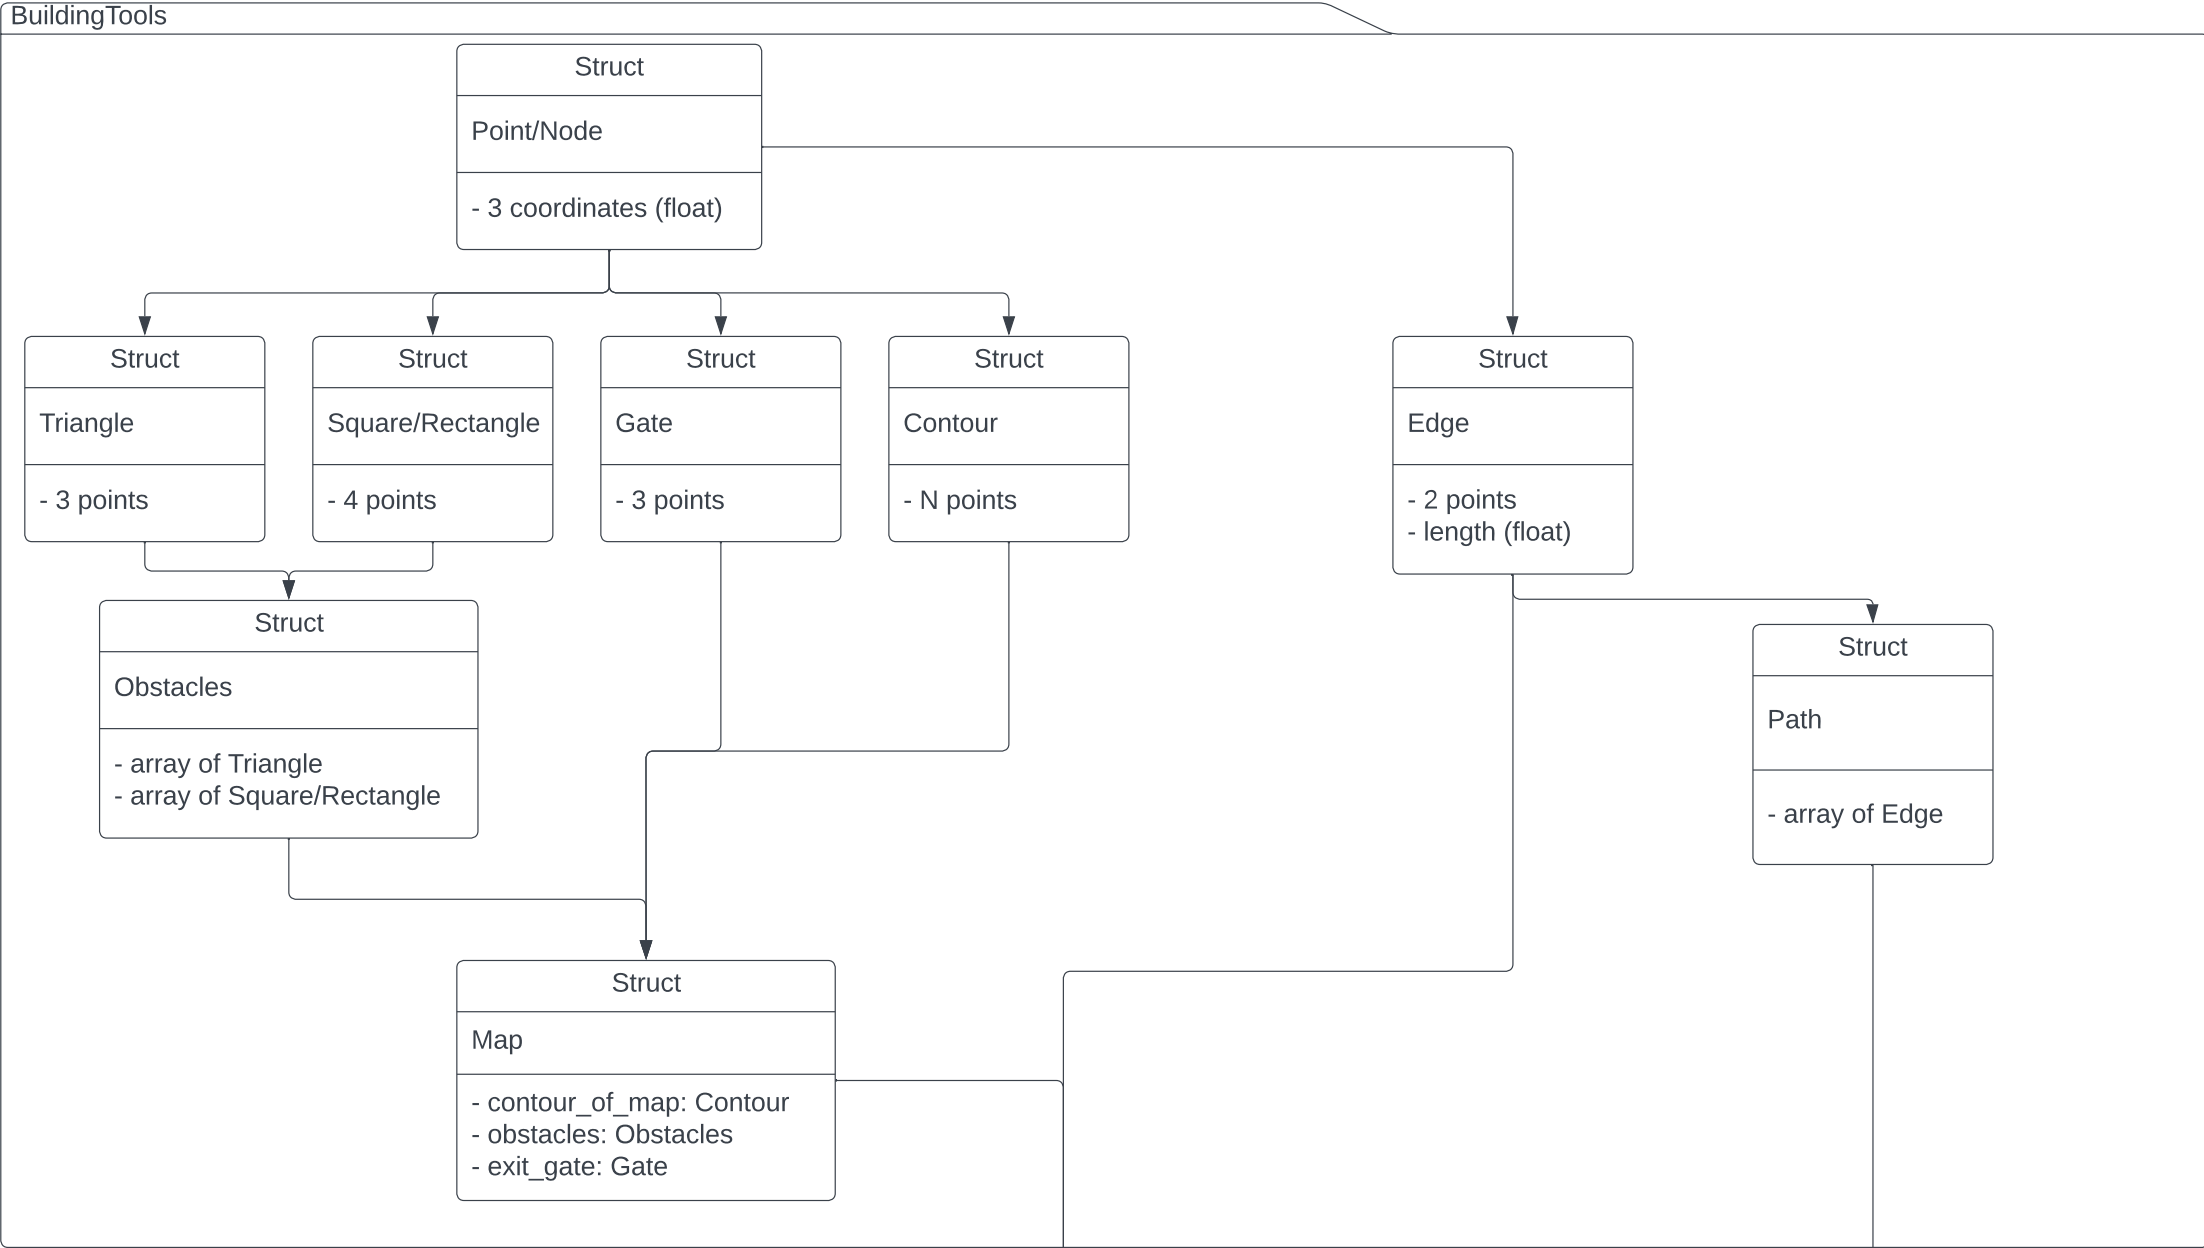 BuildingTools
Struct
Point/Node
- 3 coordinates (float)
Struct
Triangle
- 3 points
Struct
Square/Rectangle
- 4 points
Struct
Gate
- 3 points
Struct
Contour
- N points
Struct
Edge
- 2 points
- length (float)
Struct
Obstacles
- array of Triangle
- array of Square/Rectangle
Struct
Path
- array of Edge
Struct
Map
- contour_of_map: Contour
- obstacles: Obstacles
- exit_gate: Gate